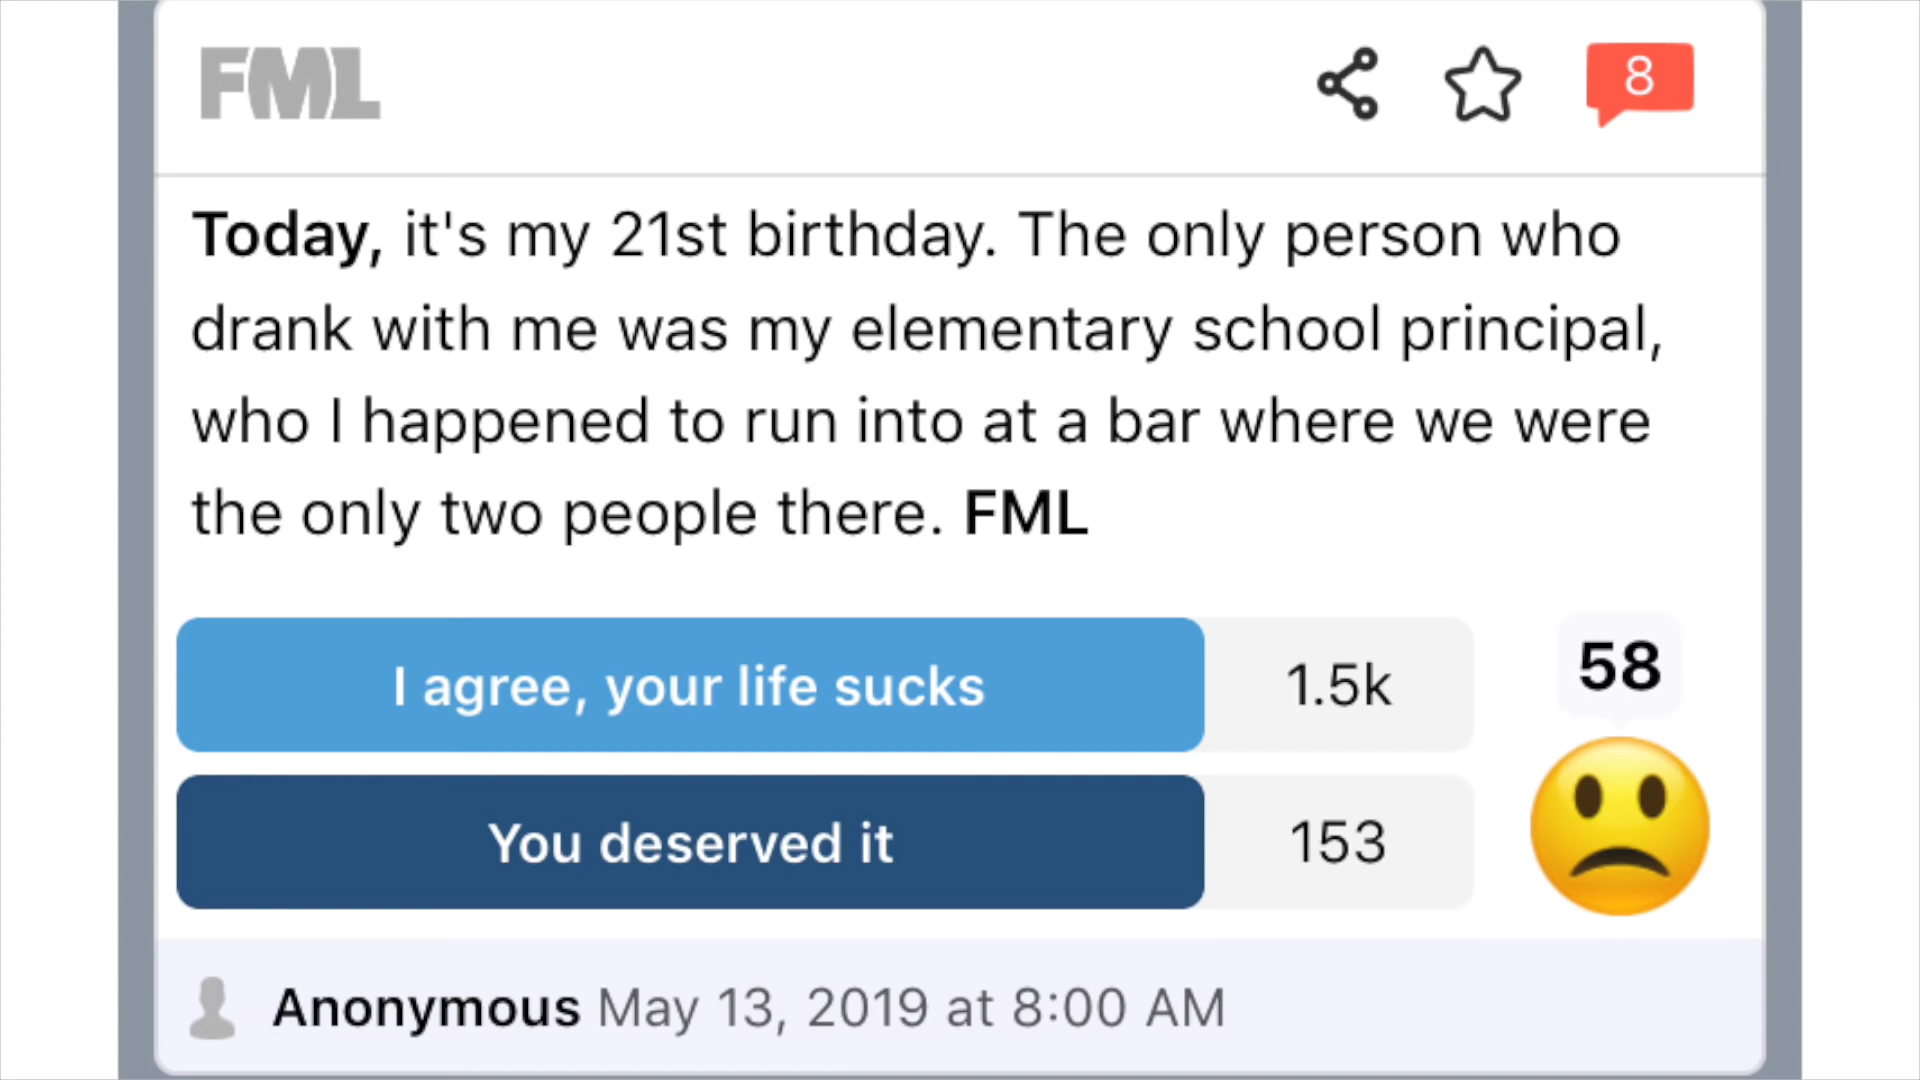 FML
8
Today, it's my 21st birthday. The only person who
drank with me was my elementary school principal,
who I happened to run into at a bar where we were
the only two people there. FML
I agree, your life sucks 1.5k
58
You deserved it 153
Anonymous May 13, 2019 at 8:00 AM